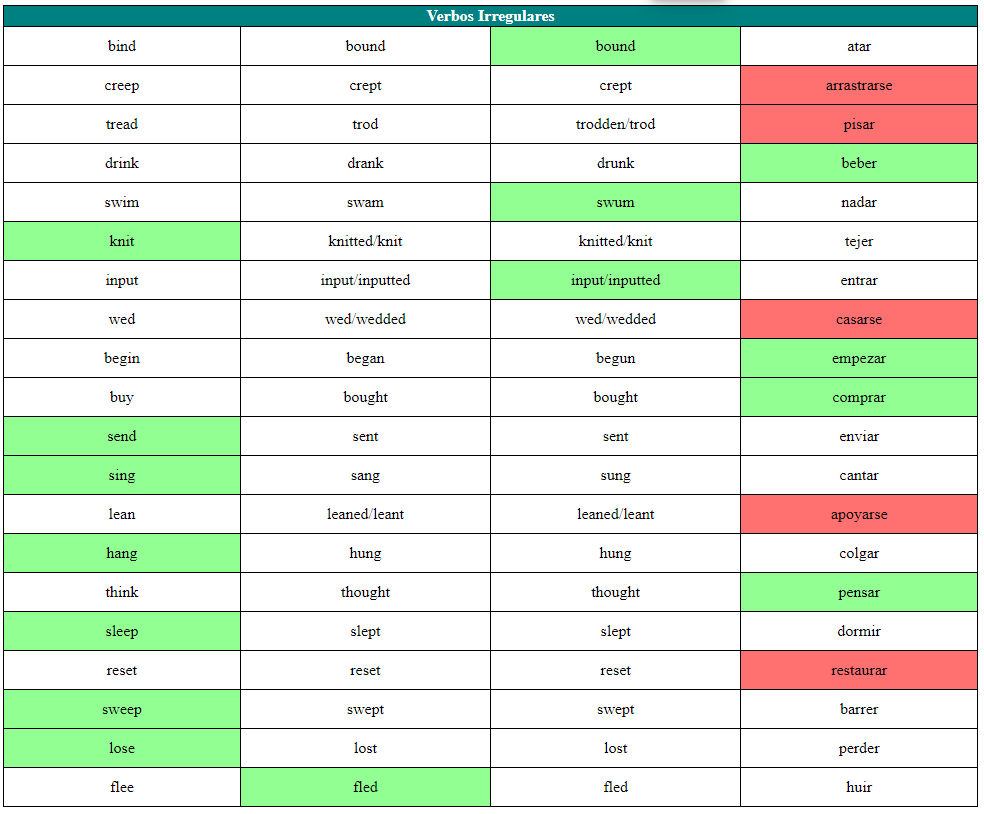 Verbos Irregulares
bind bound bound atar
creep crept crept arrastrarse
tread trod trodden/trod pisar
drink drank drunk beber
swim swam swum nadar
knit knitted/knit knitted/knit tejer
input input/inputted input/inputted entrar
wed wed/wedded wed/wedded casarse
begin began begun empezar
buy bought bought comprar
send sent sent enviar
sing sang sung cantar
lean leaned/leant leaned/leant apoyarse
hang hung hung colgar
think thought thought pensar
sleep slept slept dormir
reset reset reset restaurar
sweep swept swept barrer
lose lost lost perder
flee fled fled huir